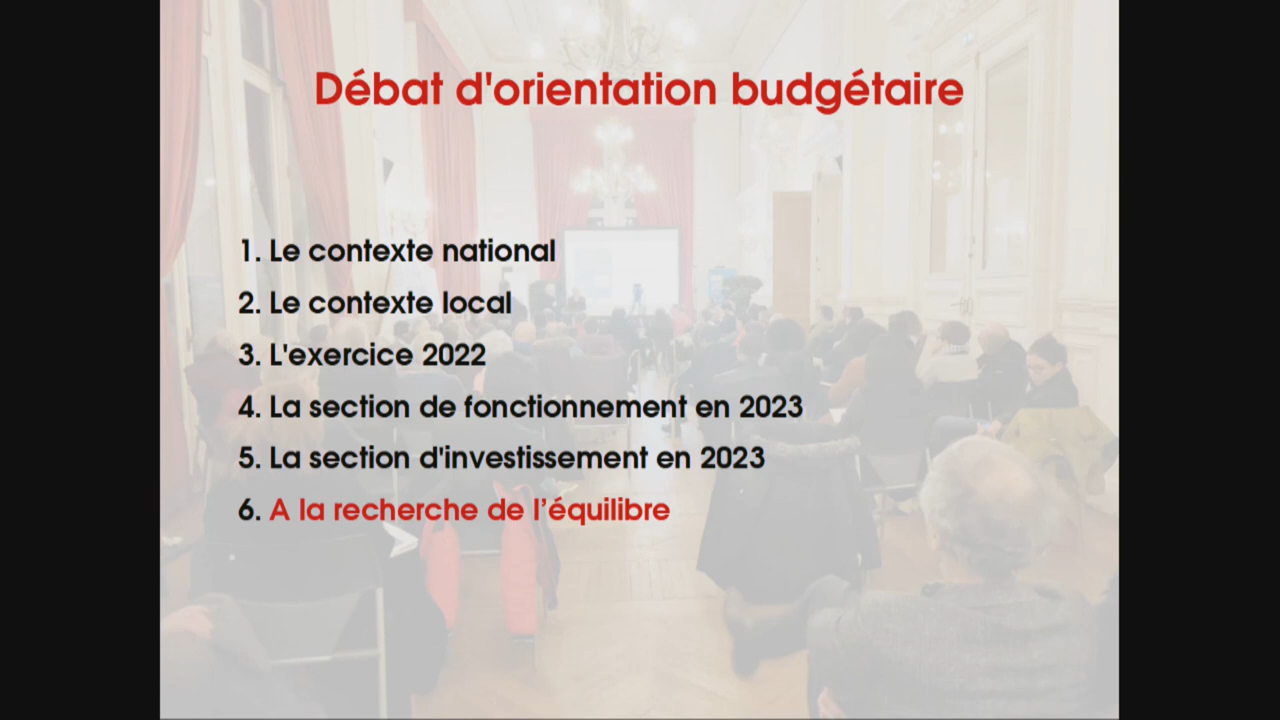 Débat d'orientation budgétaire
1. Le contexte national
2. Le contexte local
3. L'exercice 2022
4. La section de fonctionnement en 2023
5. La section d'investissement en 2023
6. A la recherche de l’équilibre